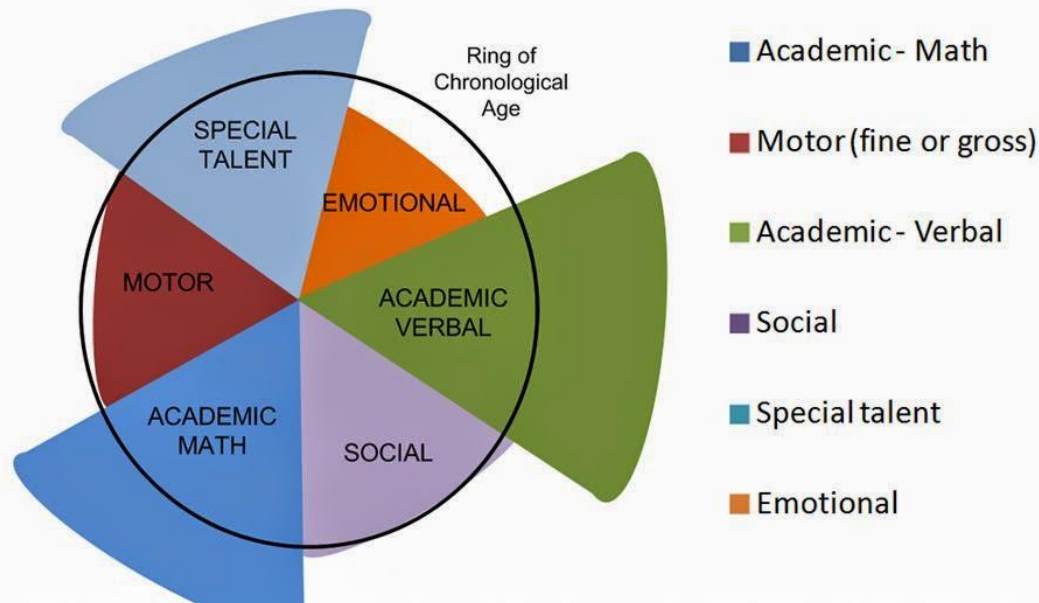 Ring of
Chronological
Age
SPECIAL
TALENT
EMOTIONAL
MOTOR
ACADEMIC
VERBAL
ACADEMIC
MATH
SOCIAL
Academic - Math
Motor (fine or gross)
Academic - Verbal
Social
Special talent
Emotional